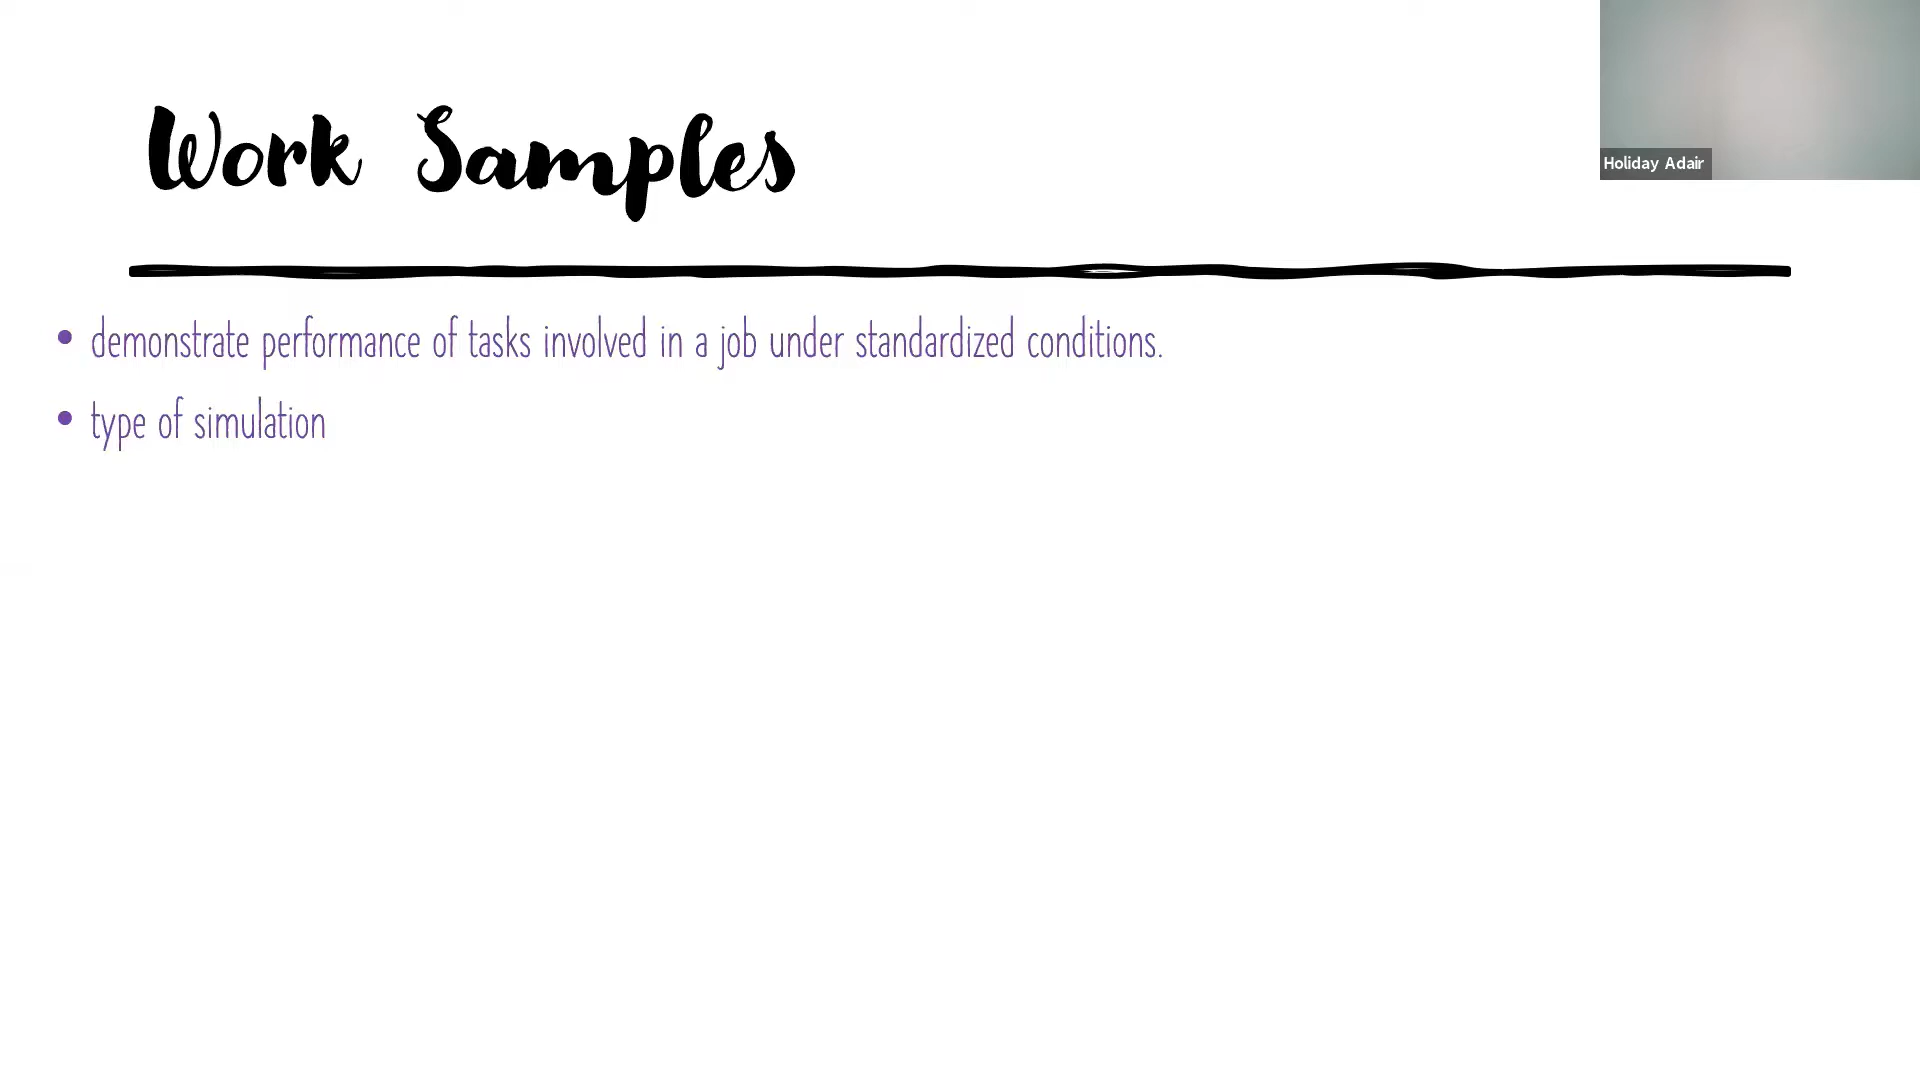 Work Samples
Holiday Adair
• demonstrate performance of tasks involved in a job under standardized conditions.
• type of simulation